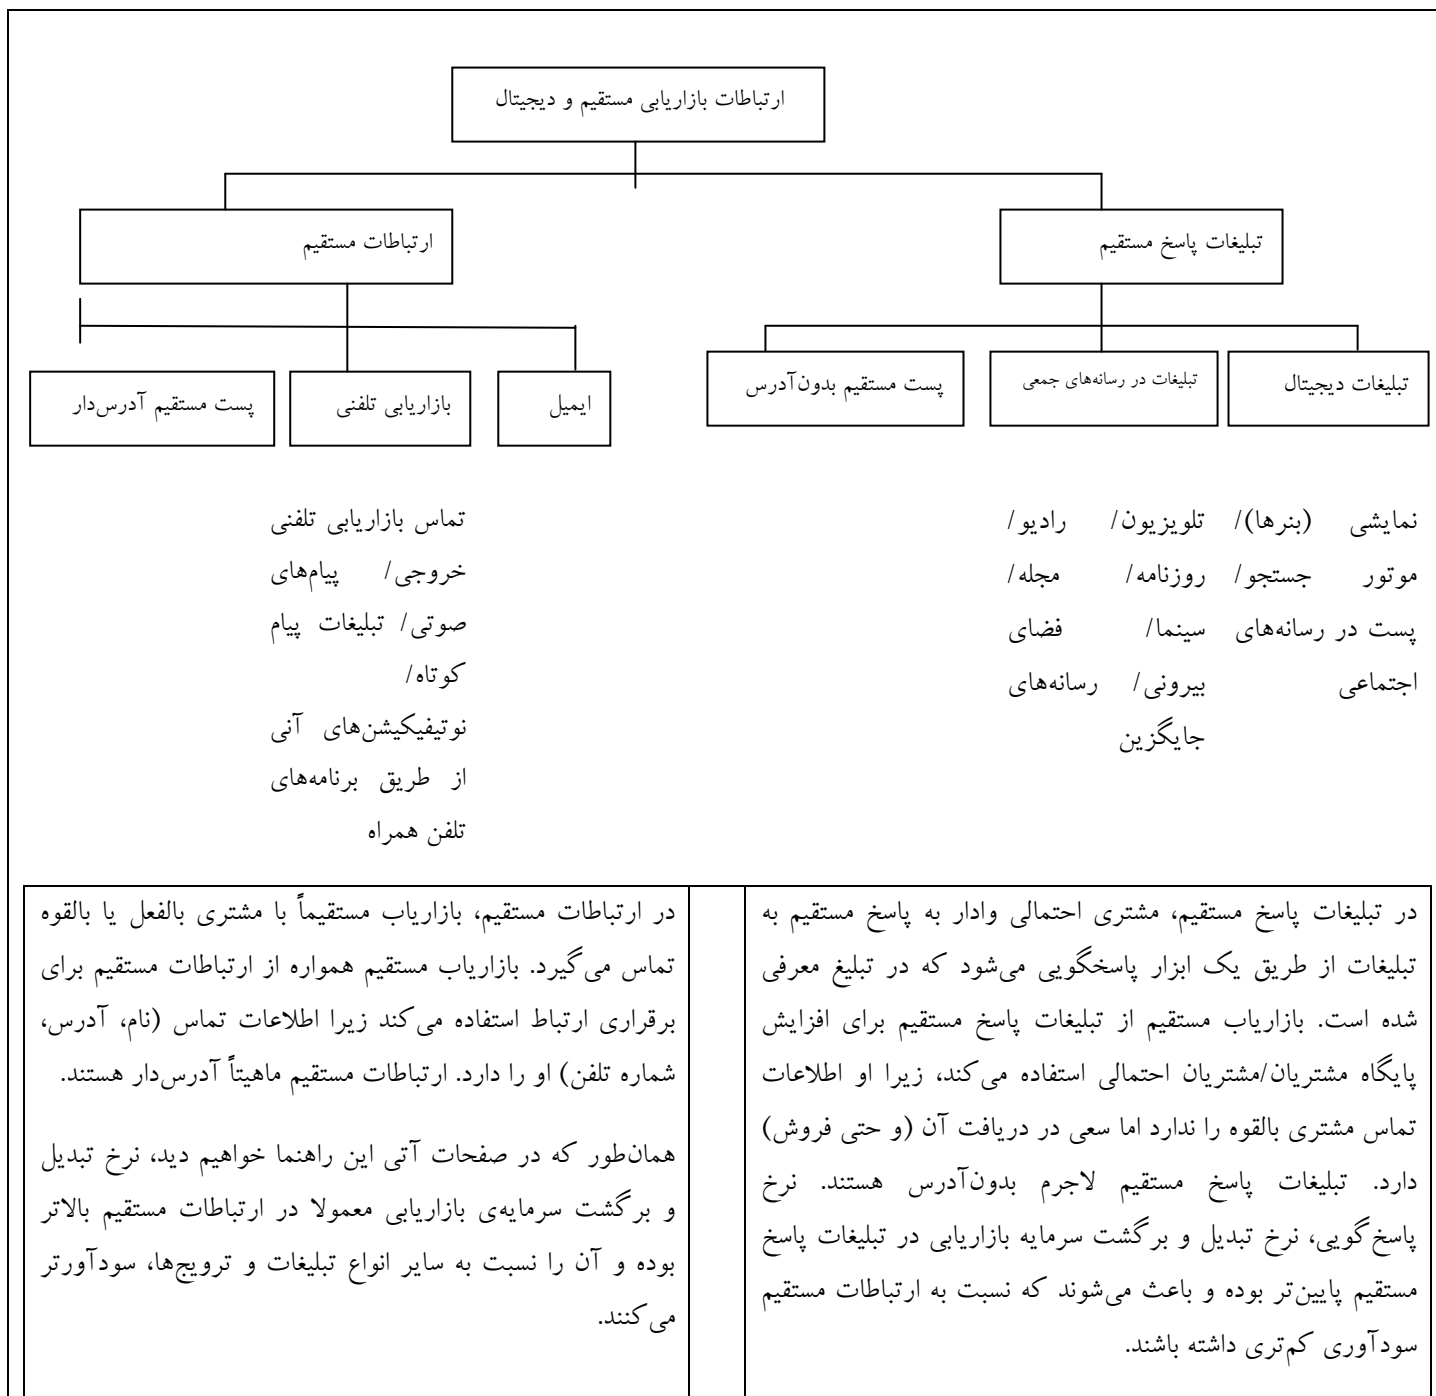 ارتباطات بازاریابی مستقیم و دیجیتال
تبلیغات پاسخ مستقیم
ارتباطات مستقیم
تبلیغات دیجیتال
تبلیغات در رسانه‌های جمعی
پست مستقیم بدون‌آدرس
ایمیل
بازاریابی تلفنی
پست مستقیم آدرس‌دار
نمایشی (بنرها)/
موتور جستجو/
پست در رسانه‌های
اجتماعی
تلویزیون/ رادیو/
روزنامه/ مجله/
سینما/ فضای
بیرونی/ رسانه‌های
جایگزین
تماس بازاریابی تلفنی
خروجی/ پیام‌های
صوتی/ تبلیغات پیام
کوتاه/
نوتیفیکیشن‌های آنی
از طریق برنامه‌های
تلفن همراه
در تبلیغات پاسخ مستقیم، مشتری احتمالی وادار به پاسخ مستقیم به
تبلیغات از طریق یک ابزار پاسخگویی می‌شود که در تبلیغ معرفی
شده است. بازاریاب مستقیم از تبلیغات پاسخ مستقیم برای افزایش
پایگاه مشتریان/مشتریان احتمالی استفاده می‌کند، زیرا او اطلاعات
تماس مشتری بالقوه را ندارد اما سعی در دریافت آن (و حتی فروش)
دارد. تبلیغات پاسخ مستقیم لاجرم بدون‌آدرس هستند. نرخ
پاسخ‌گویی، نرخ تبدیل و برگشت سرمایه بازاریابی در تبلیغات پاسخ
مستقیم پایین‌تر بوده و باعث می‌شوند که نسبت به ارتباطات مستقیم
سودآوری کم‌تری داشته باشند.
در ارتباطات مستقیم، بازاریاب مستقیماً با مشتری بالفعل یا بالقوه
تماس می‌گیرد. بازاریاب مستقیم همواره از ارتباطات مستقیم برای
برقراری ارتباط استفاده می‌کند زیرا اطلاعات تماس (نام، آدرس،
شماره تلفن) او را دارد. ارتباطات مستقیم ماهیتاً آدرس‌دار هستند.
همان‌طور که در صفحات آتی این راهنما خواهیم دید، نرخ تبدیل
و برگشت سرمایه‌ی بازاریابی معمولا در ارتباطات مستقیم بالاتر
بوده و آن را نسبت به سایر انواع تبلیغات و ترویج‌ها، سودآورتر
می‌کنند.